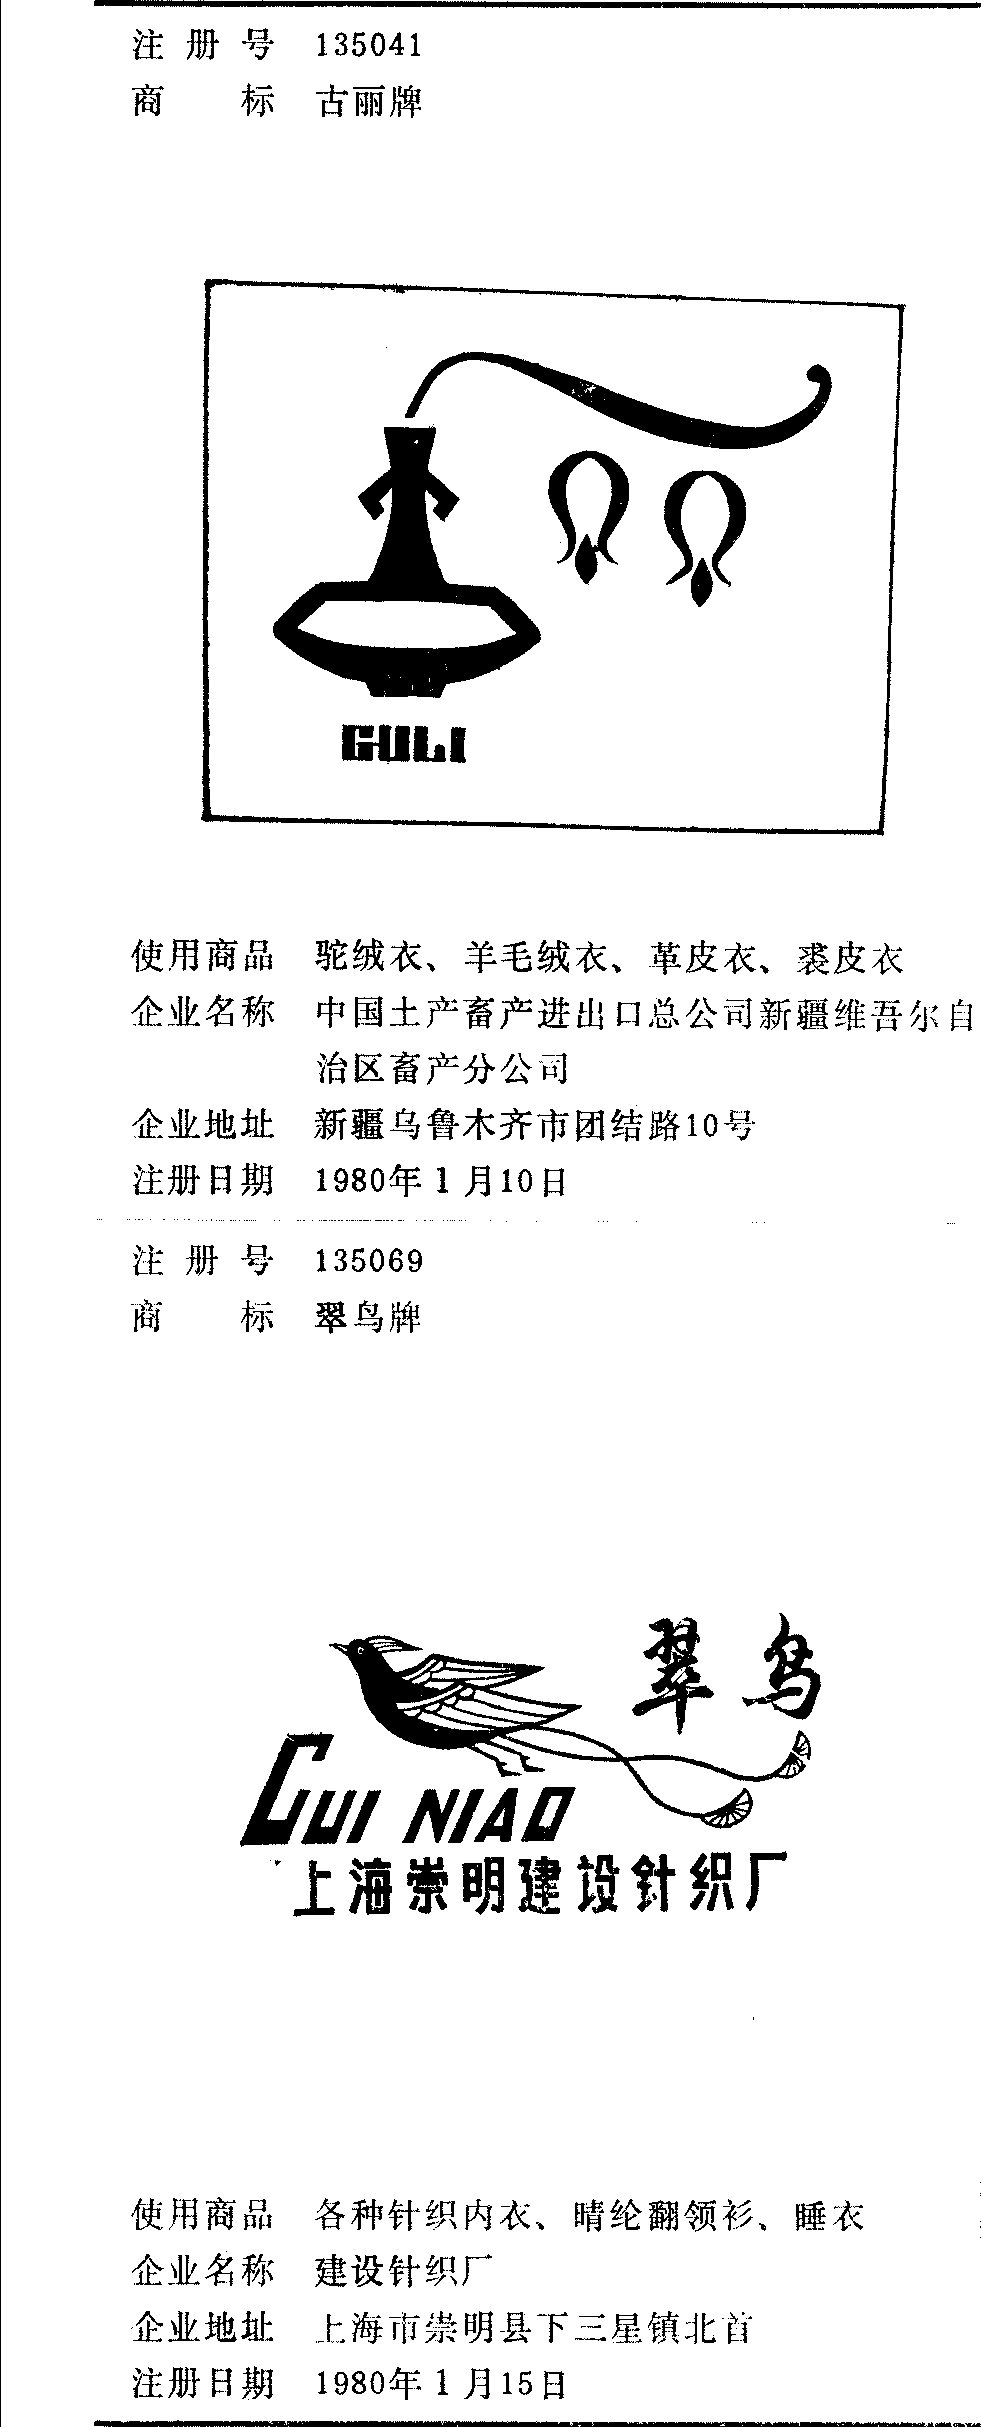 注册号 135041
商标 古丽牌
GULI
使用商品 驼绒衣、羊毛绒衣、革皮衣、裘皮衣
企业名称 中国土产畜产进出口总公司新疆维吾尔自
治区畜产分公司
企业地址 新疆乌鲁木齐市团结路10号
注册日期 1980年1月10日
注册号 135069
商标 翠鸟牌
翠鸟
CUI NIAO
上海崇明建设针织厂
使用商品 各种针织内衣、晴纶翻领衫、睡衣
企业名称 建设针织厂
企业地址 上海市崇明县下三星镇北首
注册日期 1980年1月15日